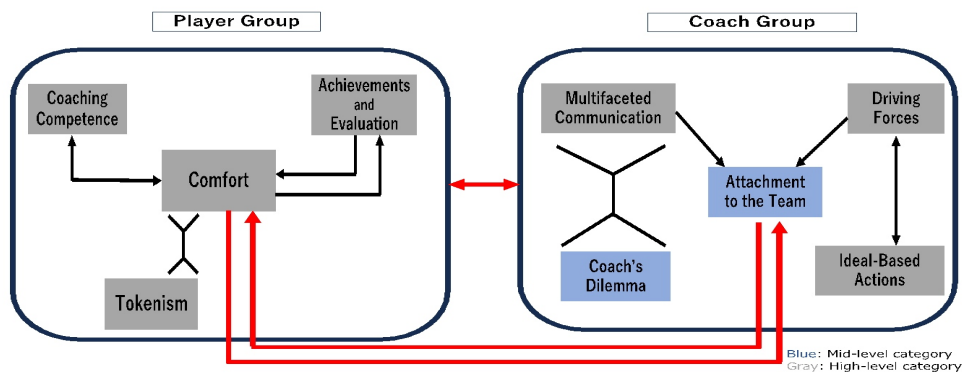 Player Group
Coach Group
Coaching
Competence
Achievements
and
Evaluation
Comfort
Tokenism
Multifaceted
Communication
Driving
Forces
Attachment
to the Team
Coach's
Dilemma
Ideal-Based
Actions
Blue: Mid-level category
Gray: High-level category